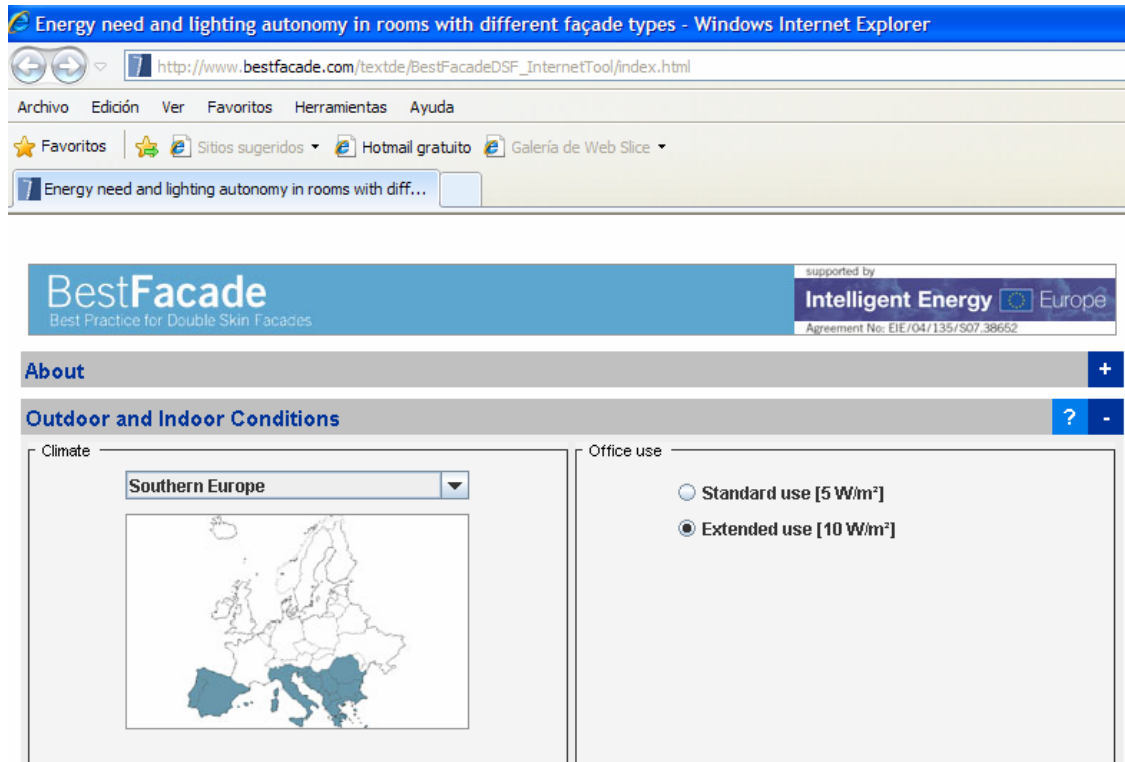 Energy need and lighting autonomy in rooms with different façade types - Windows Internet Explorer
http://www.bestfacade.com/textde/BestFacadeDSF_InternetTool/index.html
Archivo Edición Ver Favoritos Herramientas Ayuda
Favoritos Sitios sugeridos Hotmail gratuito Galería de Web Slice
Energy need and lighting autonomy in rooms with diff...
BestFacade
Best Practice for Double Skin Facades
supported by
Intelligent Energy Europe
Agreement No: EIE/04/135/S07.38652
About +
Outdoor and Indoor Conditions ? -
Climate
Southern Europe
Office use
Standard use [5 W/m²]
Extended use [10 W/m²]